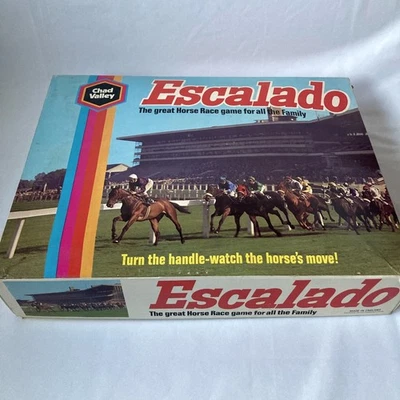 Chad
Valley
Escalado
The great Horse Race game for all the Family
Turn the handle-watch the horse's move!
Escalado
The great Horse Race game for all the Family